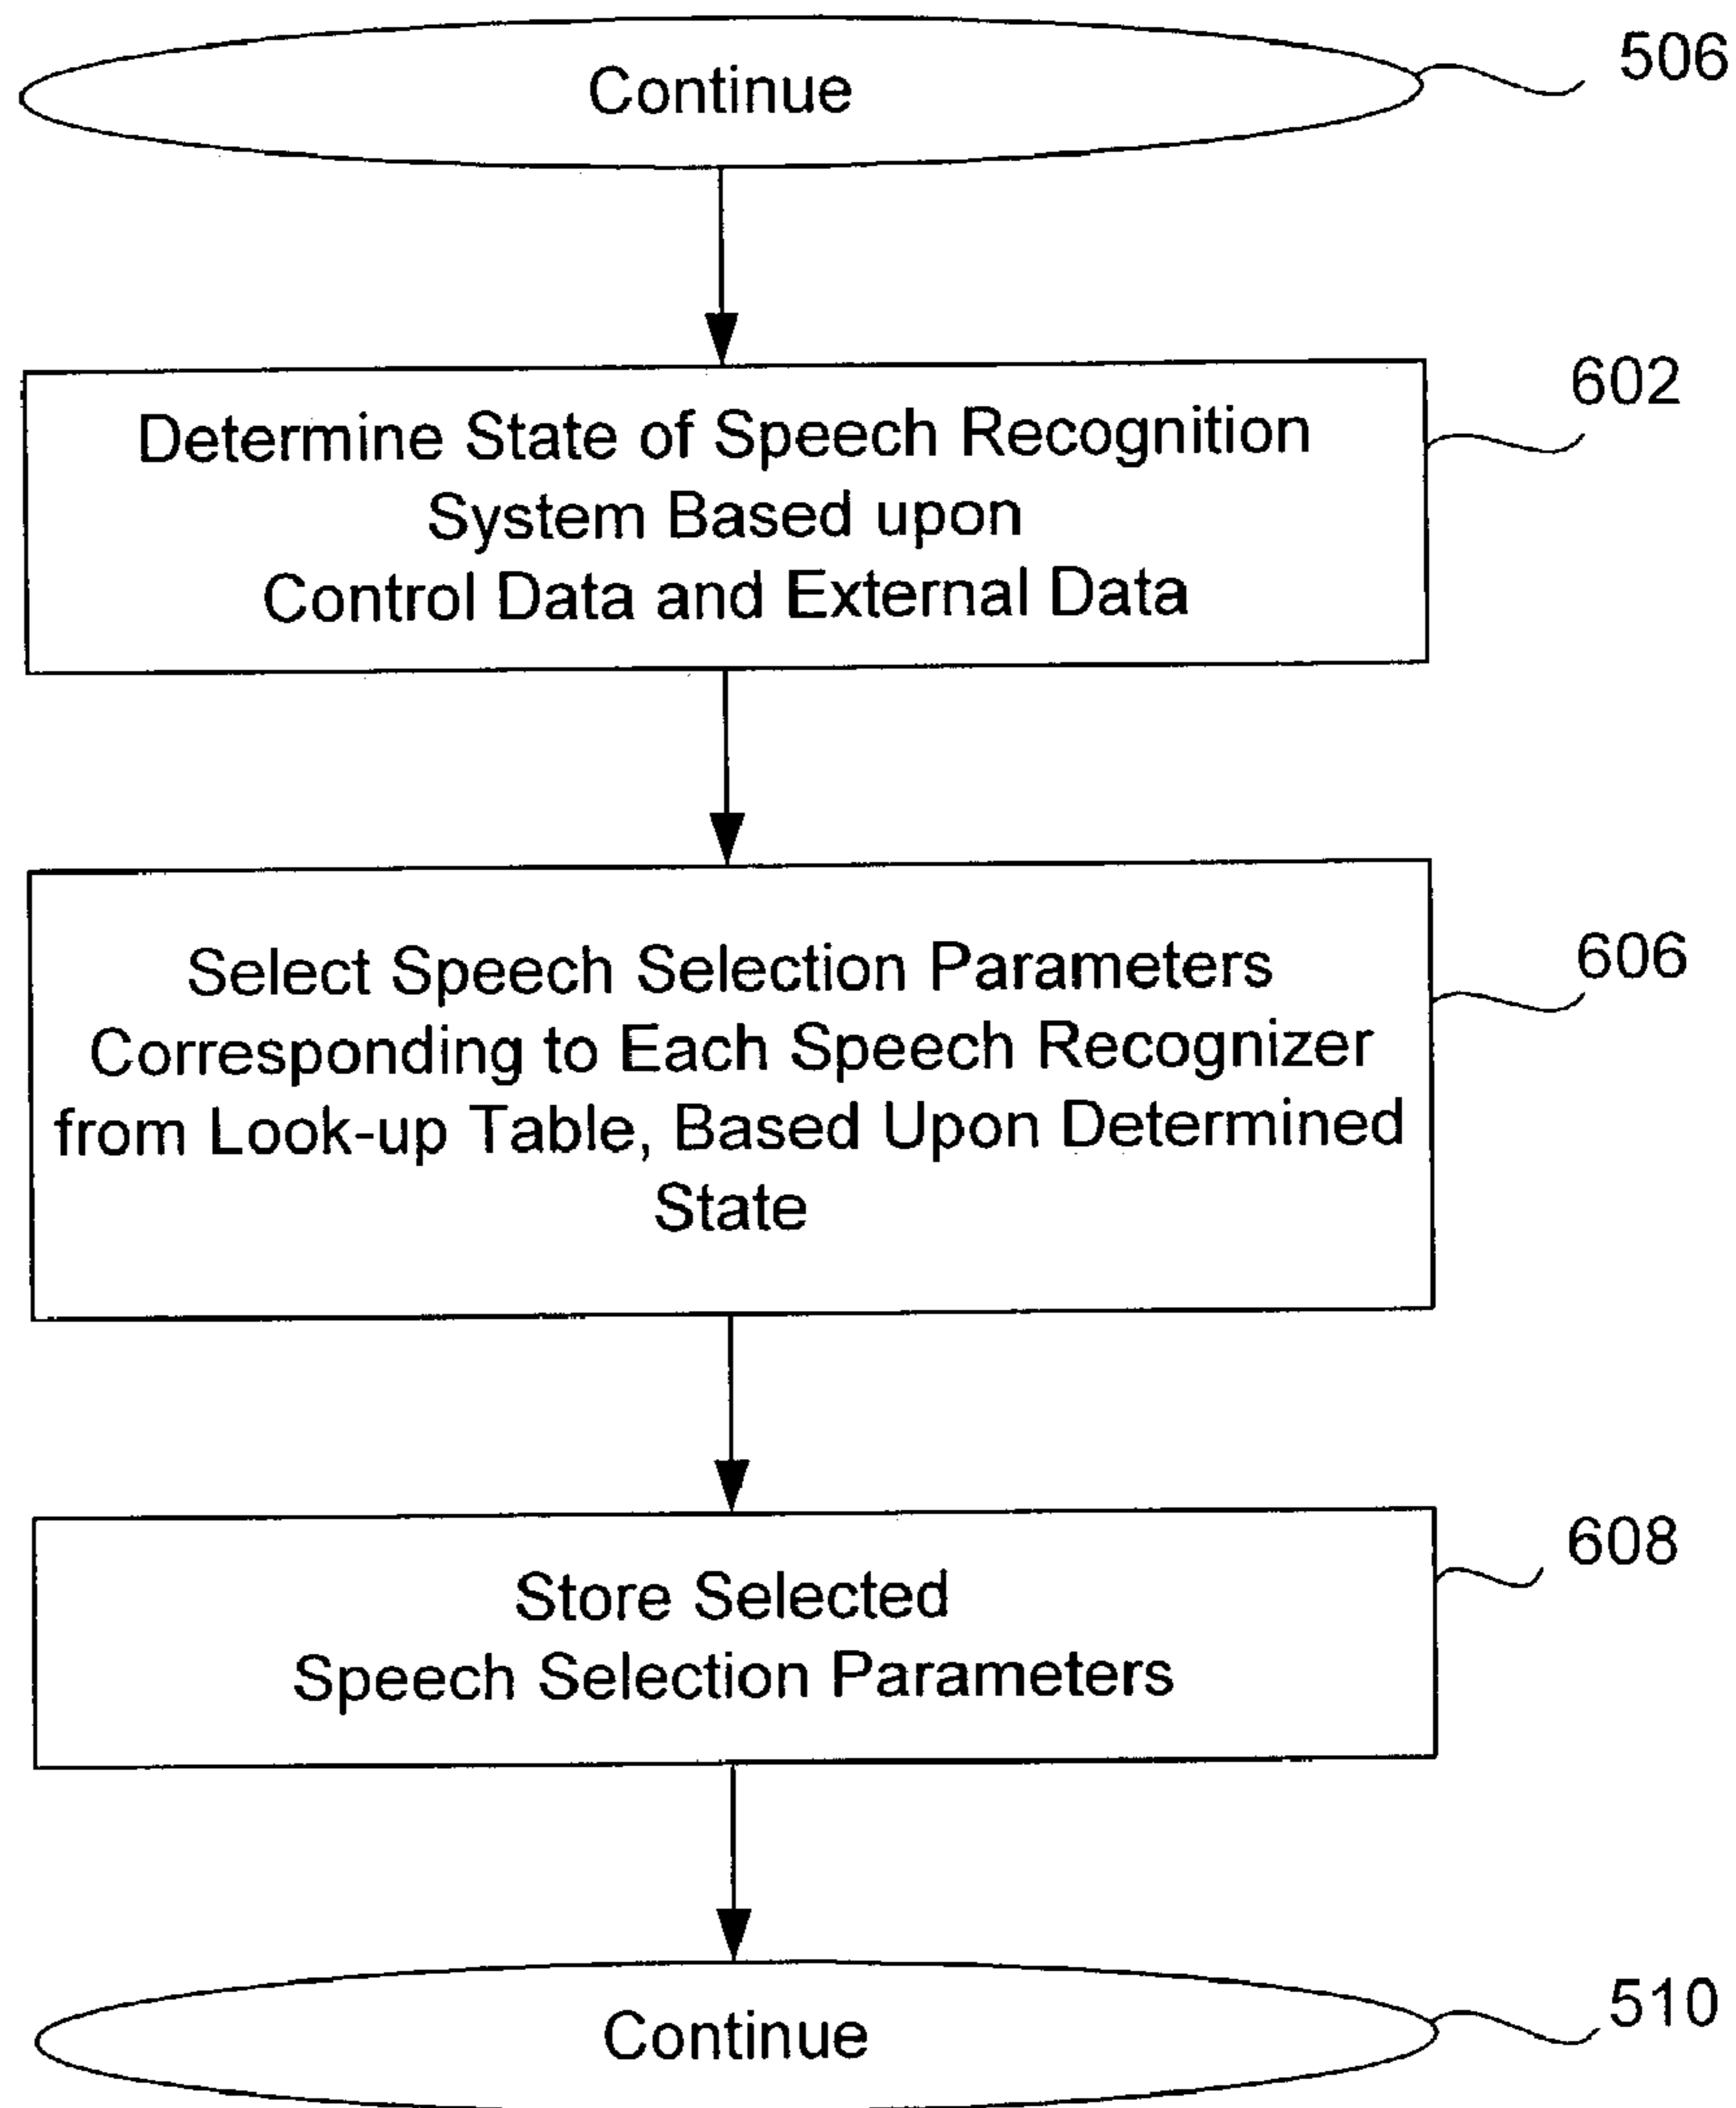 Continue
506
Determine State of Speech Recognition
System Based upon
Control Data and External Data
602
Select Speech Selection Parameters
Corresponding to Each Speech Recognizer
from Look-up Table, Based Upon Determined
State
606
Store Selected
Speech Selection Parameters
608
Continue
510